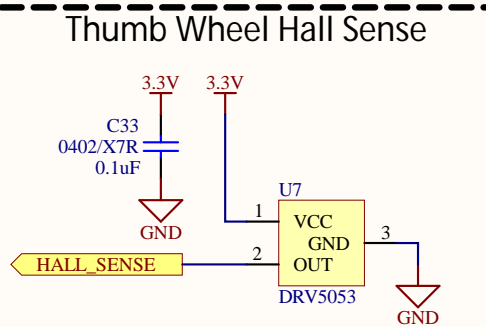 Thumb Wheel Hall Sense
3.3V 3.3V
C33
0402/X7R
0.1uF
GND
U7
1 VCC
GND 3
2 OUT
HALL_SENSE
DRV5053
GND